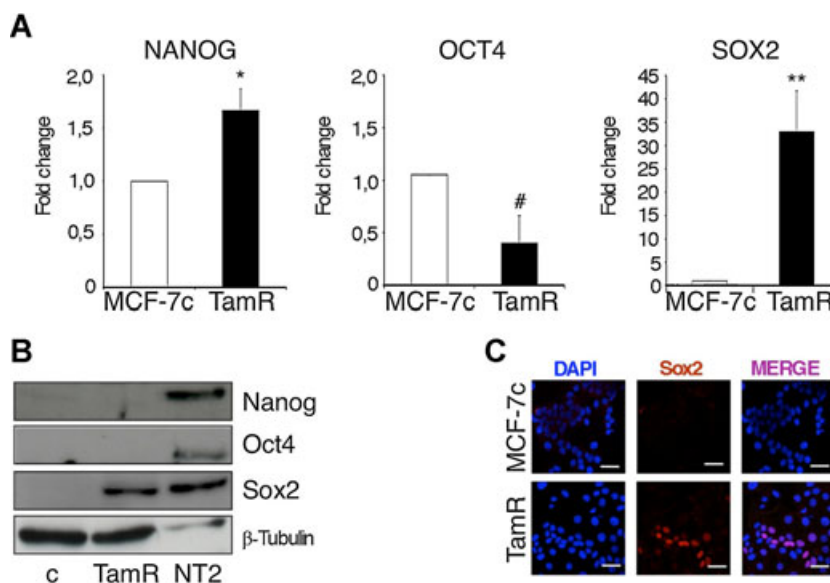 A
NANOG
Fold change
2,0
1,5
1,0
0,5
0
*
MCF-7c TamR
OCT4
Fold change
2,0
1,5
1,0
0,5
0
#
MCF-7c TamR
SOX2
Fold change
45
40
35
30
25
20
15
10
5
0
**
MCF-7c TamR
B
Nanog
Oct4
Sox2
β-Tubulin
c TamR NT2
C
DAPI Sox2 MERGE
MCF-7c
TamR